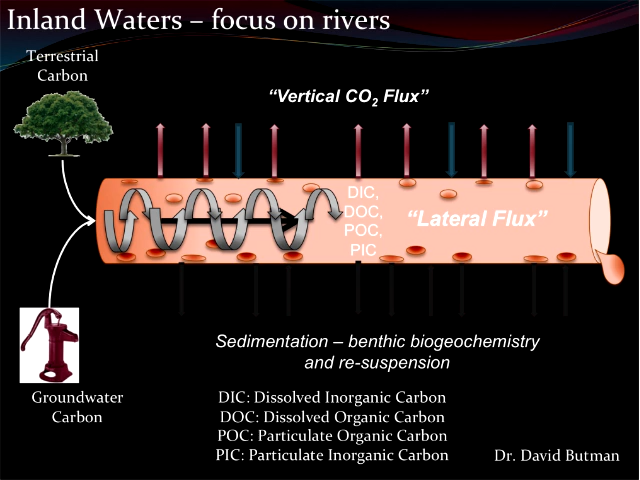 Inland Waters – focus on rivers
Terrestrial
Carbon
“Vertical CO₂ Flux”
DIC,
DOC,
POC,
PIC
“Lateral Flux”
Sedimentation – benthic biogeochemistry
and re-suspension
Groundwater
Carbon
DIC: Dissolved Inorganic Carbon
DOC: Dissolved Organic Carbon
POC: Particulate Organic Carbon
PIC: Particulate Inorganic Carbon
Dr. David Butman